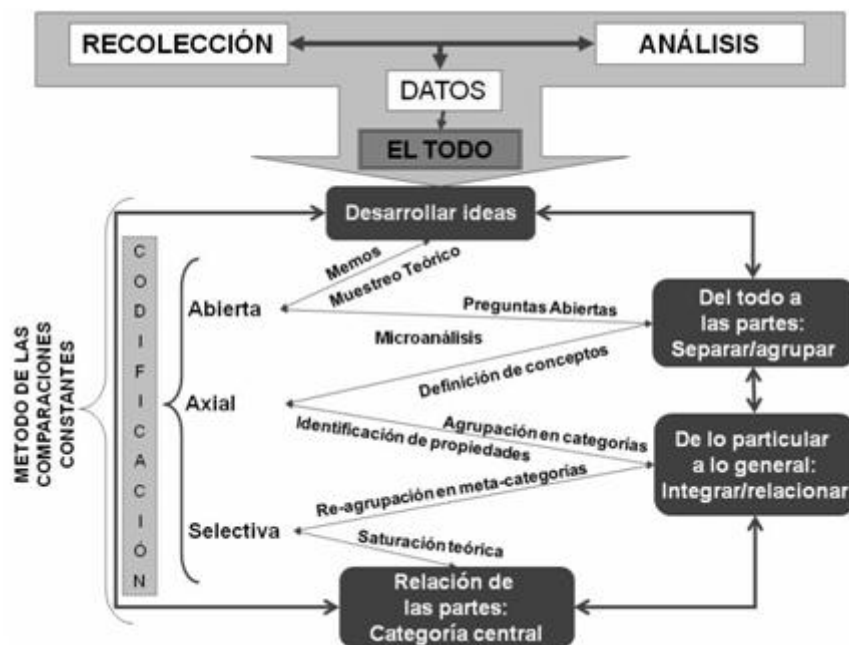 RECOLECCIÓN
ANÁLISIS
DATOS
EL TODO
Desarrollar ideas
METODO DE LAS
COMPARACIONES
CONSTANTES
CODIFICACIÓN
Abierta
Axial
Selectiva
Memos
Muestreo Teòrico
Preguntas Abiertas
Microanálisis
Definición de conceptos
Agrupación en categorías
Identificación de propiedades
Re-agrupación en meta-categorías
Saturación teórica
Del todo a
las partes:
Separar/agrupar
De lo particular
a lo general:
Integrar/relacionar
Relación de
las partes:
Categoría central